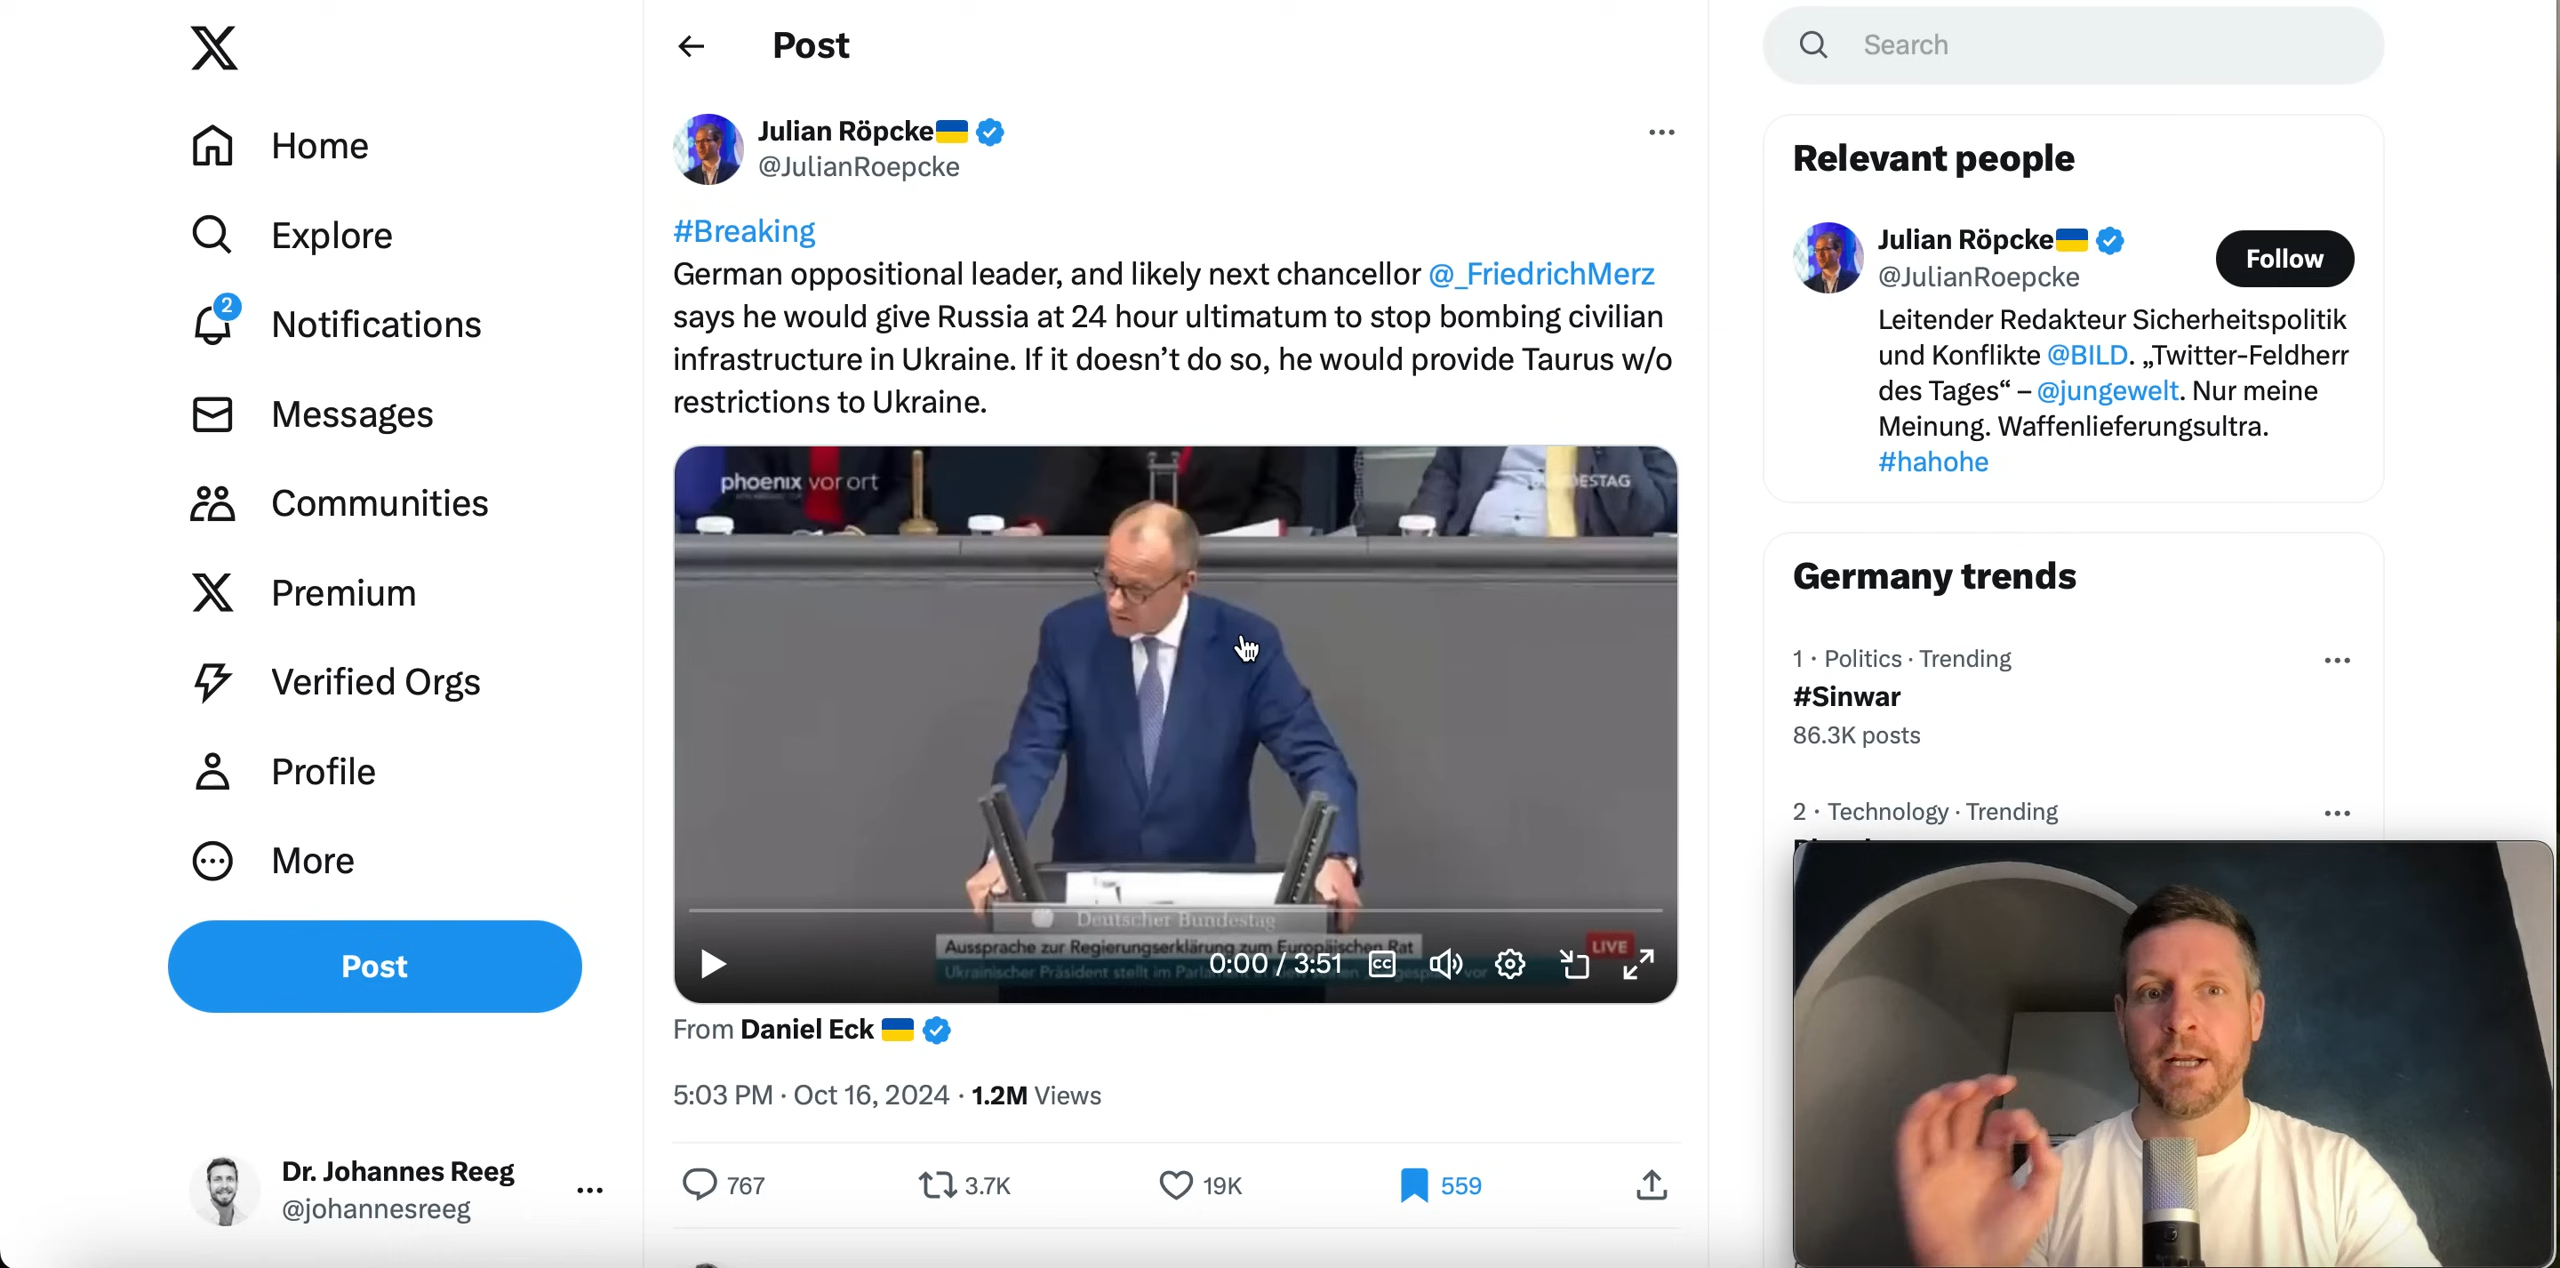 Home
Explore
2
Notifications
Messages
Communities
Premium
Verified Orgs
Profile
More
Post
Dr. Johannes Reeg
@johannesreeg
Post
Julian Röpcke
@JulianRoepcke
#Breaking
German oppositional leader, and likely next chancellor @_FriedrichMerz
says he would give Russia at 24 hour ultimatum to stop bombing civilian
infrastructure in Ukraine. If it doesn’t do so, he would provide Taurus w/o
restrictions to Ukraine.
phoenix vor ort
Deutscher Bundestag
Aussprache zur Regierungserklärung zum Europäischen Rat
LIVE
Ukrainischer Präsident stellt im
0:00 / 3:51
CC
From Daniel Eck
5:03 PM · Oct 16, 2024 · 1.2M Views
767
3.7K
19K
559
Search
Relevant people
Julian Röpcke
@JulianRoepcke
Follow
Leitender Redakteur Sicherheitspolitik
und Konflikte @BILD. „Twitter-Feldherr
des Tages“ – @jungewelt. Nur meine
Meinung. Waffenlieferungsultra.
#hahohe
Germany trends
1 · Politics · Trending
#Sinwar
86.3K posts
2 · Technology · Trending